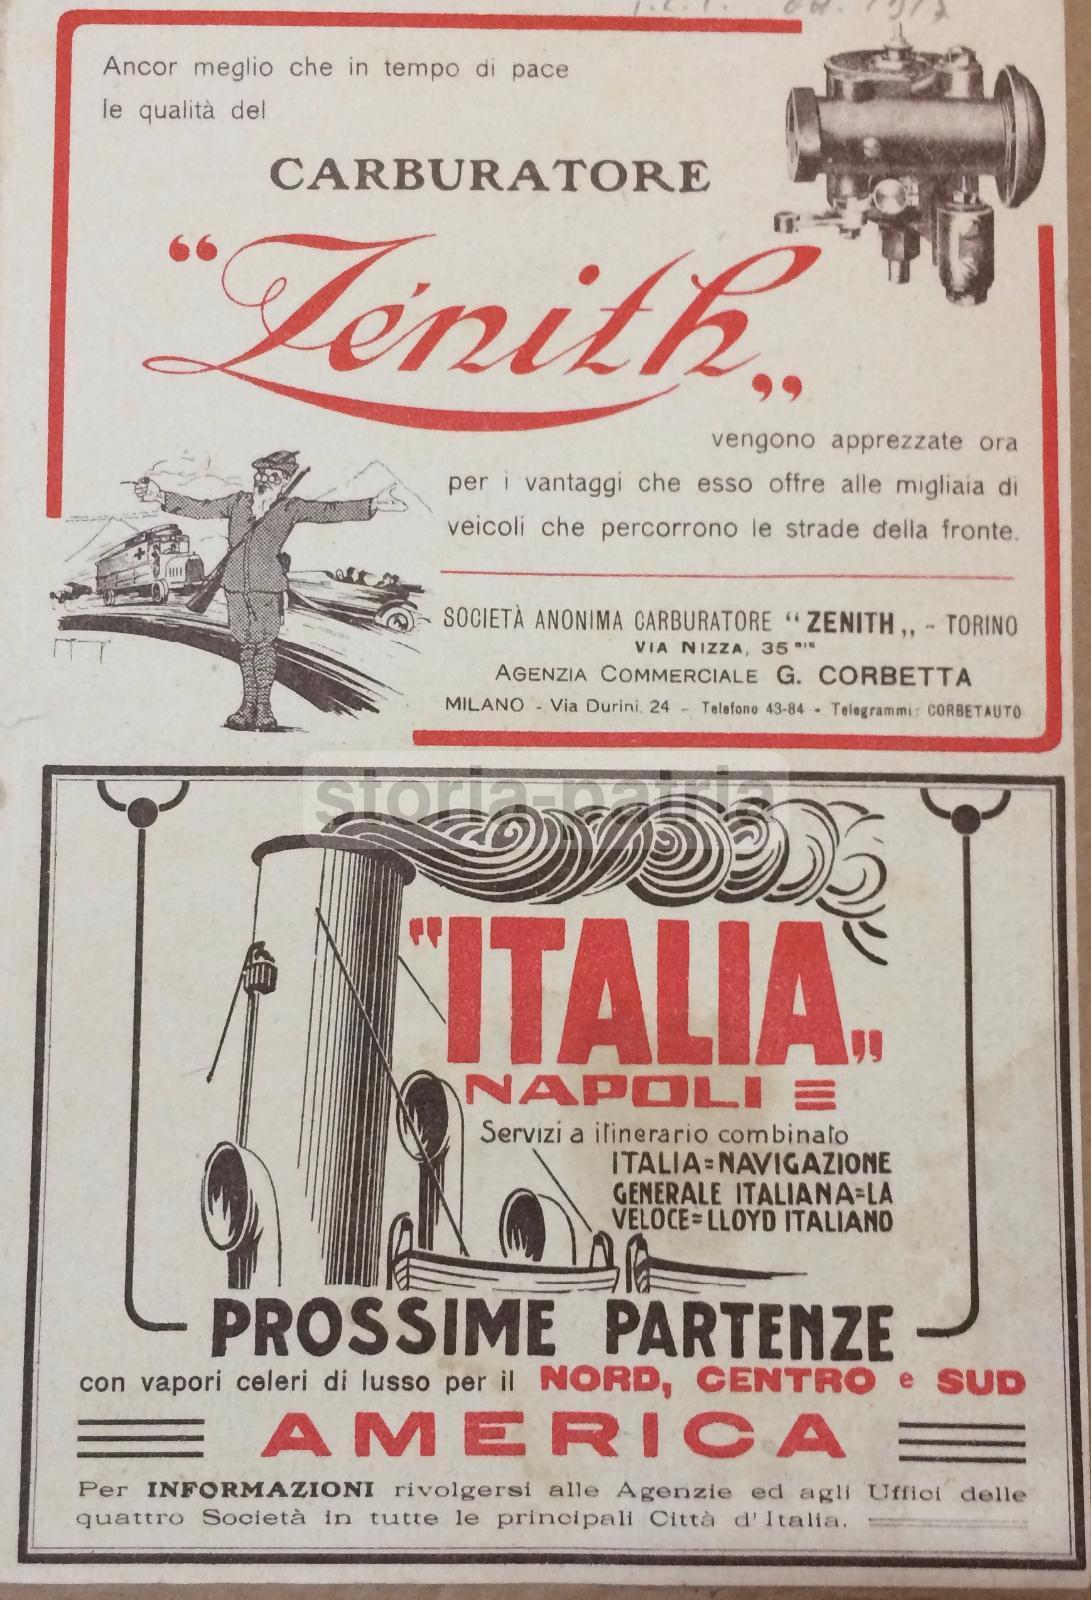 Ancor meglio che in tempo di pace
le qualità del
CARBURATORE
“Zénith„
vengono apprezzate ora
per i vantaggi che esso offre alle migliaia di
veicoli che percorrono le strade della fronte.
SOCIETÀ ANONIMA CARBURATORE “ZENITH„ - TORINO
VIA NIZZA, 35 BIS
AGENZIA COMMERCIALE G. CORBETTA
MILANO - Via Durini, 24 - Telefono 43-84 - Telegrammi: CORBETAUTO
storia-patria
"ITALIA„
NAPOLI
Servizi a itinerario combinato
ITALIA=NAVIGAZIONE
GENERALE ITALIANA=LA
VELOCE=LLOYD ITALIANO
PROSSIME PARTENZE
con vapori celeri di lusso per il NORD, CENTRO e SUD
AMERICA
Per INFORMAZIONI rivolgersi alle Agenzie ed agli Uffici delle
quattro Società in tutte le principali Città d'Italia.